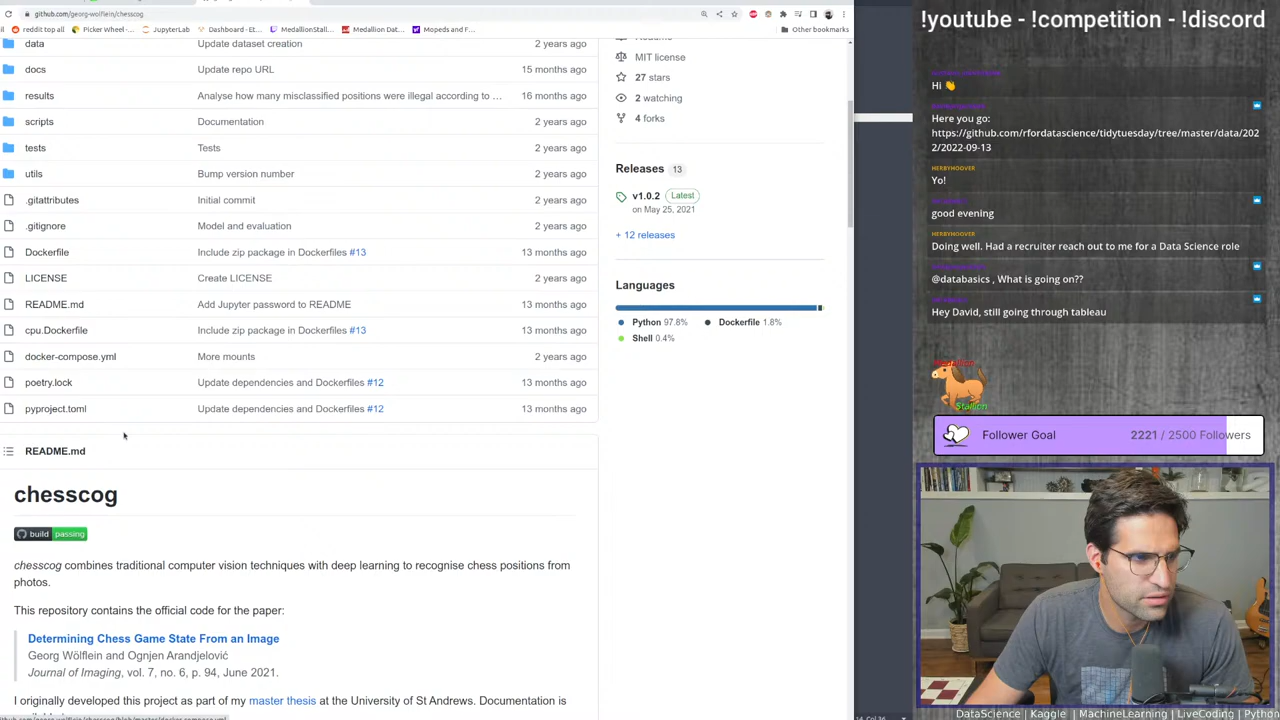 github.com/georg-wolflein/chesscog
reddit top all
Picker Wheel -...
JupyterLab
Dashboard - Et...
MedallionStall...
Medallion Dat...
Mopeds and F...
Other bookmarks
data Update dataset creation 2 years ago
docs Update repo URL 15 months ago
results Analyse how many misclassified positions were illegal according to ... 16 months ago
scripts Documentation 2 years ago
tests Tests 2 years ago
utils Bump version number 2 years ago
.gitattributes Initial commit 2 years ago
.gitignore Model and evaluation 2 years ago
Dockerfile Include zip package in Dockerfiles #13 13 months ago
LICENSE Create LICENSE 2 years ago
README.md Add Jupyter password to README 13 months ago
cpu.Dockerfile Include zip package in Dockerfiles #13 13 months ago
docker-compose.yml More mounts 2 years ago
poetry.lock Update dependencies and Dockerfiles #12 13 months ago
pyproject.toml Update dependencies and Dockerfiles #12 13 months ago
README.md
chesscog
build passing
chesscog combines traditional computer vision techniques with deep learning to recognise chess positions from
photos.
This repository contains the official code for the paper:
Determining Chess Game State From an Image
Georg Wölflein and Ognjen Arandjelović
Journal of Imaging, vol. 7, no. 6, p. 94, June 2021.
I originally developed this project as part of my master thesis at the University of St Andrews. Documentation is
MIT license
27 stars
2 watching
4 forks
Releases 13
v1.0.2 Latest
on May 25, 2021
+ 12 releases
Languages
Python 97.8% Dockerfile 1.8%
Shell 0.4%
!youtube - !competition - !discord
Hi 👋
Here you go:
https://github.com/rfordatascience/tidytuesday/tree/master/data/202
2/2022-09-13
HERBYHOOVER
Yo!
good evening
HERBYHOOVER
Doing well. Had a recruiter reach out to me for a Data Science role
@databasics , What is going on??
Hey David, still going through tableau
Medallion
Stallion
Follower Goal 2221 / 2500 Followers
DataScience | Kaggle | MachineLearning | LiveCoding | Python